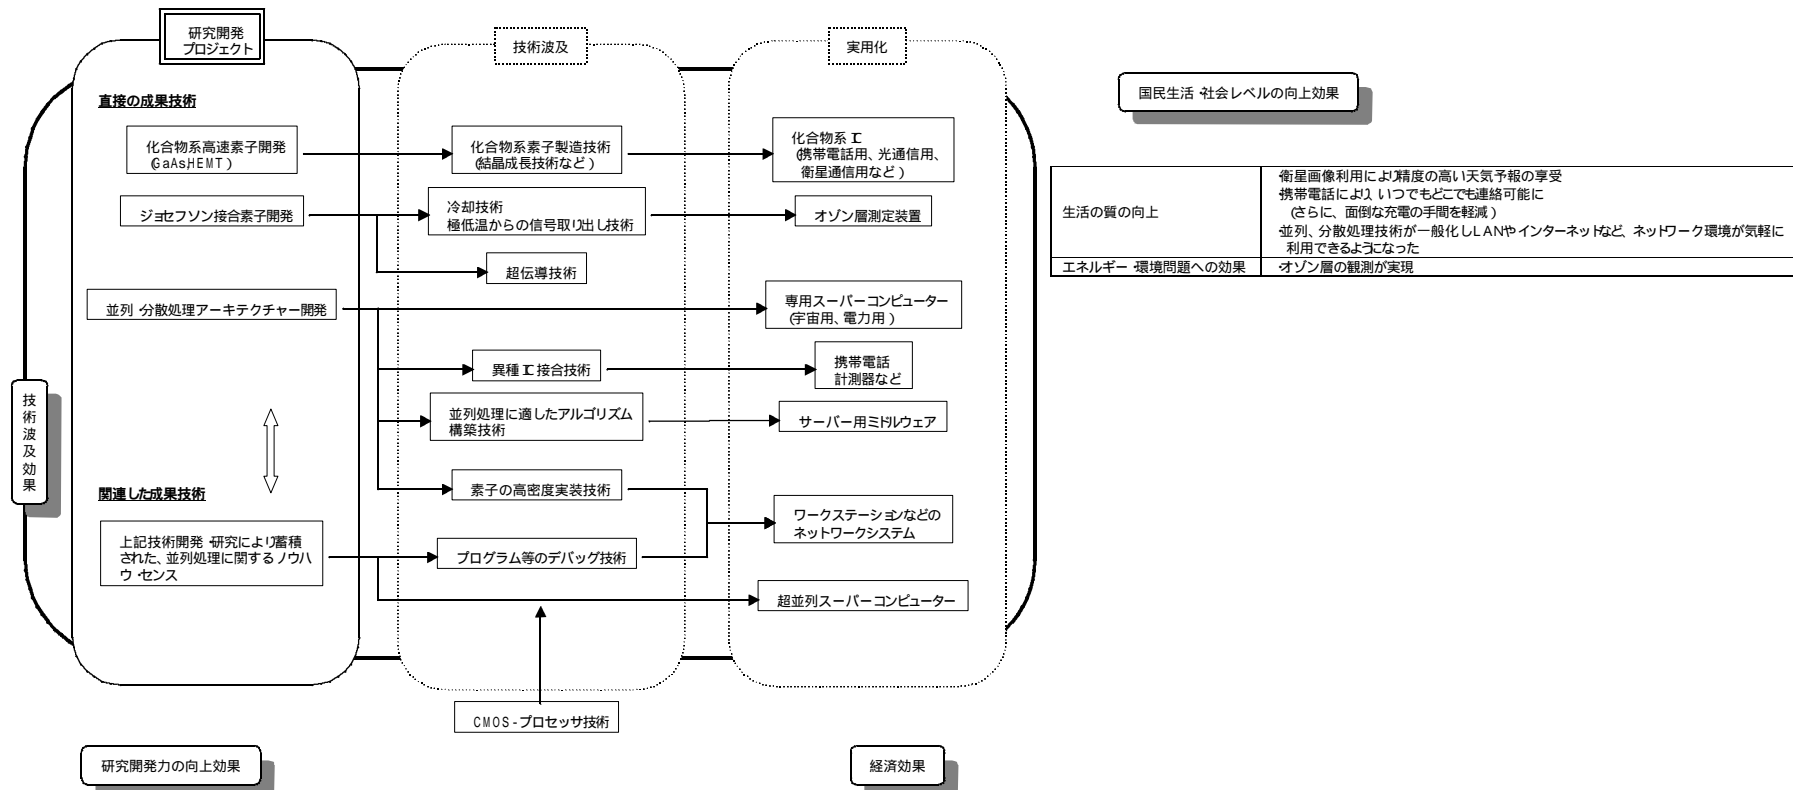 研究開発
プロジェクト
技術波及
実用化
国民生活・社会レベルの向上効果
直接の成果技術
化合物系高速素子開発
(GaAs,HEMT)
化合物系素子製造技術
(結晶成長技術など)
化合物系IC
(携帯電話用、光通信用、
衛星通信用など)
ジョセフソン接合素子開発
冷却技術
極低温からの信号取り出し技術
オゾン層測定装置
超伝導技術
並列・分散処理アーキテクチャー開発
専用スーパーコンピューター
(宇宙用、電力用)
異種IC接合技術
携帯電話
計測器など
並列処理に適したアルゴリズム
構築技術
サーバー用ミドルウェア
技術波及効果
関連した成果技術
素子の高密度実装技術
ワークステーションなどの
ネットワークシステム
上記技術開発・研究により蓄積
された、並列処理に関するノウハ
ウ・センス
プログラム等のデバッグ技術
超並列スーパーコンピューター
CMOS-プロセッサ技術
研究開発力の向上効果
経済効果
生活の質の向上
・衛星画像利用により精度の高い天気予報の享受
・携帯電話により、いつでもどこでも連絡可能に
(さらに、面倒な充電の手間を軽減)
・並列、分散処理技術が一般化しLANやインターネットなど、ネットワーク環境が気軽に
利用できるようになった
エネルギー・環境問題への効果
・オゾン層の観測が実現